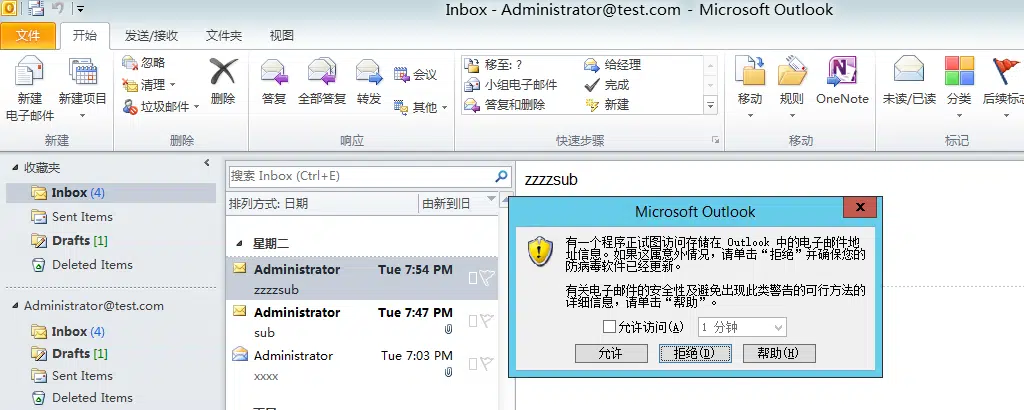 Inbox - Administrator@test.com - Microsoft Outlook
文件 开始 发送/接收 文件夹 视图
新建
电子邮件
新建项目
新建
忽略
清理
垃圾邮件
删除
删除
答复
全部答复
转发
会议
其他
响应
移至: ?
小组电子邮件
答复和删除
给经理
完成
新建
快速步骤
移动
规则
OneNote
移动
未读/已读
分类
后续标志
标记
收藏夹
Inbox (4)
Sent Items
Drafts [1]
Deleted Items
Administrator@test.com
Inbox (4)
Drafts [1]
Sent Items
Deleted Items
搜索 Inbox (Ctrl+E)
排列方式: 日期 由新到旧
星期二
Administrator Tue 7:54 PM
zzzzsub
Administrator Tue 7:47 PM
sub
Administrator Tue 7:03 PM
xxxx
zzzzsub
Microsoft Outlook
有一个程序正试图访问存储在 Outlook 中的电子邮件地
址信息。如果这属意外情况，请单击“拒绝”并确保您的
防病毒软件已经更新。
有关电子邮件的安全性及避免出现此类警告的可行方法的
详细信息，请单击“帮助”。
允许访问(A) 1 分钟
允许 拒绝(D) 帮助(H)